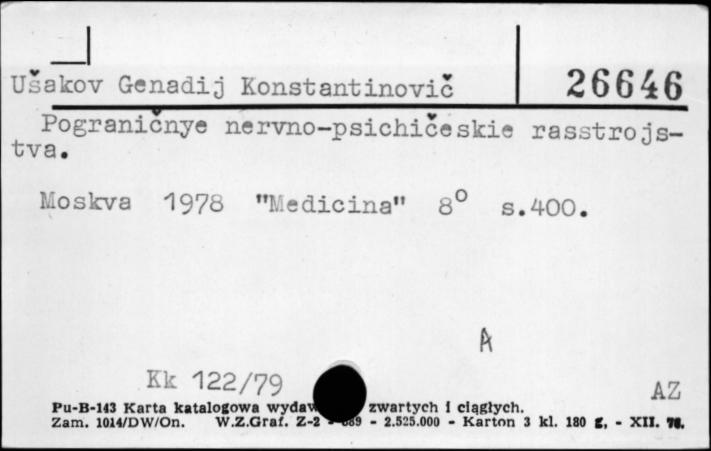 Ušakov Genadij Konstantinovič 26646
Pograničnye nervno-psichičeskie rasstrojs-
tva.
Moskva 1978 "Medicina" 8° s.400.
A
Kk 122/79
AZ
Pu-B-143 Karta katalogowa zwartych i ciągłych.
Zam. 1014/DW/On. W.Z.Graf. Z-2 - 2.525.000 - Karton 3 kl. 180 g, - XII. 78.